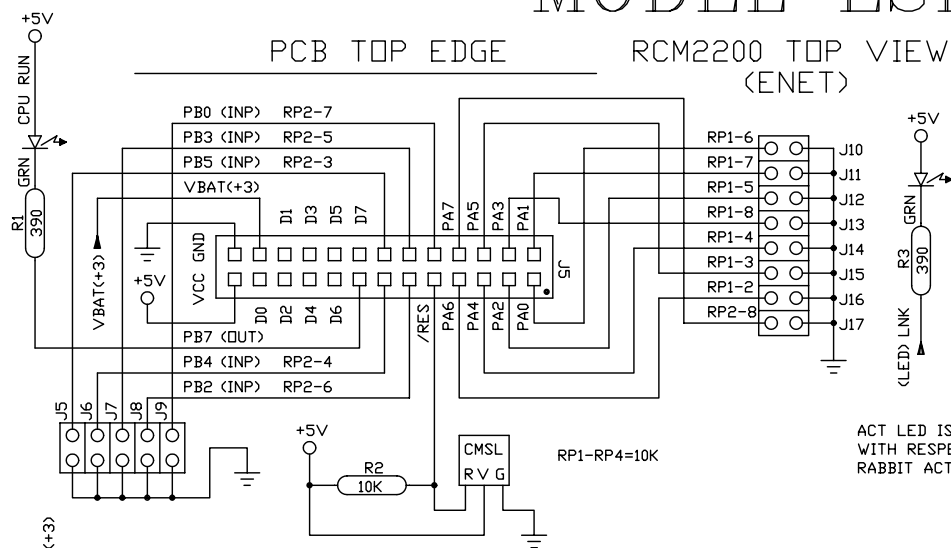 +5V
PCB TOP EDGE
RCM2200 TOP VIEW
(ENET)
CPU RUN
GRN
R1
390
PB0 (INP) RP2-7
PB3 (INP) RP2-5
PB5 (INP) RP2-3
VBAT(+3)
VBAT(+3)
+5V
VCC GND
D1 D3 D5 D7
PA7 PA5 PA3 PA1
J5
D0 D2 D4 D6
/RES PA6 PA4 PA2 PA0
PB7 (OUT)
PB4 (INP) RP2-4
PB2 (INP) RP2-6
RP1-6 J10
RP1-7 J11
RP1-5 J12
RP1-8 J13
RP1-4 J14
RP1-3 J15
RP1-2 J16
RP2-8 J17
+5V
GRN
R3
390
(LED) LNK
J5 J6 J7 J8 J9
+5V
R2
10K
CMSL
R V G
RP1-RP4=10K
ACT LED IS
WITH RESPE
RABBIT ACT
(+3)